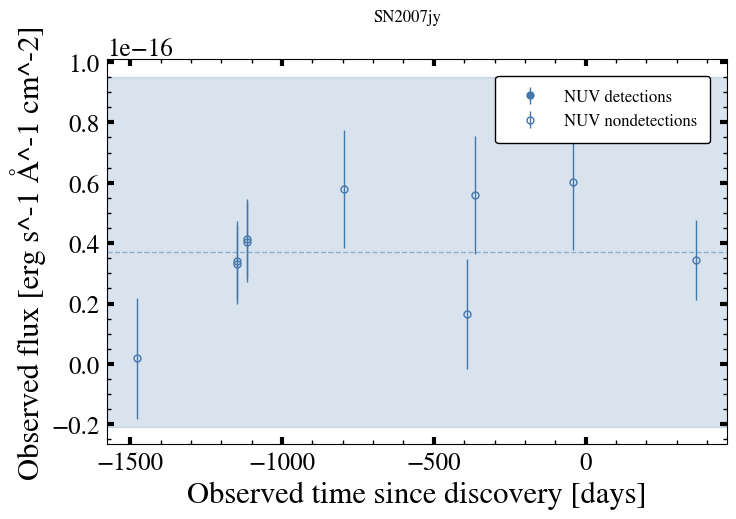 SN2007jy
1e−16
Observed flux [erg s^-1 Å^-1 cm^-2]
1.0
0.8
0.6
0.4
0.2
0.0
−0.2
NUV detections
NUV nondetections
−1500 −1000 −500 0
Observed time since discovery [days]